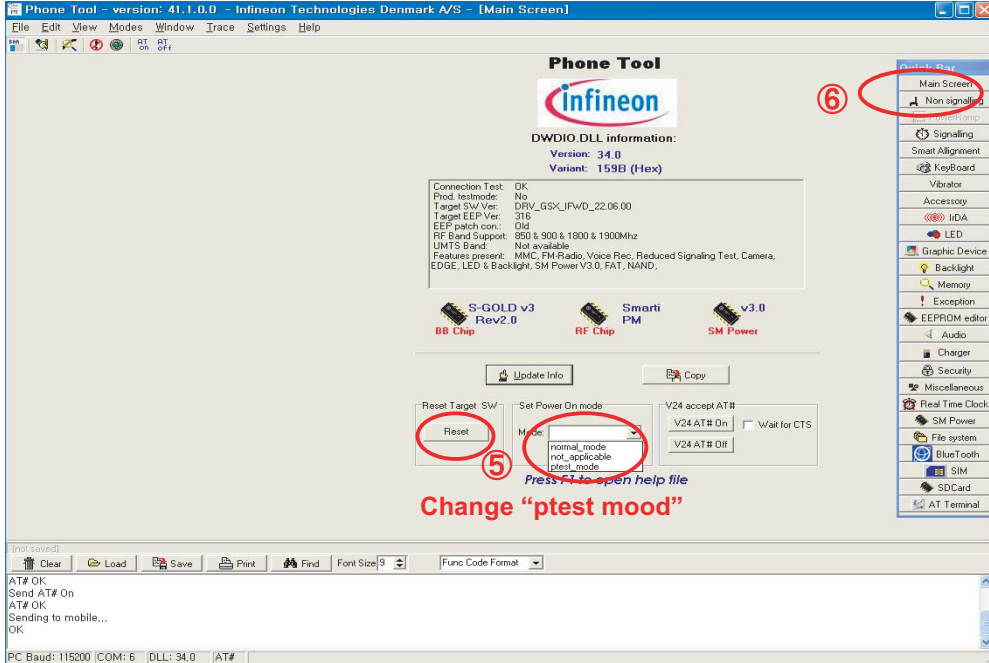 Phone Tool - version: 41.1.0.0 - Infineon Technologies Denmark A/S - [Main Screen]
File Edit View Modes Window Trace Settings Help
AT on AT off
Phone Tool
infineon
DWDIO.DLL information:
Version: 34.0
Variant: 159B (Hex)
Connection Test: OK
Prod. testmode: No
Target SW Ver: DRV_GSX_IFWD_22.06.00
Target EEP Ver: 316
EEP patch con.: Old
RF Band Support: 850 & 900 & 1800 & 1900Mhz
UMTS Band: Not available
Features present: MMC, FM-Radio, Voice Rec, Reduced Signaling Test, Camera,
EDGE, LED & Backlight, SM Power V3.0, FAT, NAND,
S-GOLD v3
Rev2.0
BB Chip
Smarti
PM
RF Chip
v3.0
SM Power
Update Info
Copy
Reset Target SW
Reset
Set Power On mode
Mode:
normal_mode
not_applicable
ptest_mode
V24 accept AT#
V24 AT# On
Wait for CTS
V24 AT# Off
⑤
Press F1 to open help file
Change “ptest mood”
⑥
Quick Bar
Main Screen
Non signalling
PowerRamp
Signalling
Smart Allignment
KeyBoard
Vibrator
Accessory
IrDA
LED
Graphic Device
Backlight
Memory
Exception
EEPROM editor
Audio
Charger
Security
Miscellaneous
Real Time Clock
SM Power
File system
BlueTooth
SIM
SDCard
AT Terminal
(not saved)
Clear Load Save Print Find Font Size 9 Func Code Format
AT# OK
Send AT# On
AT# OK
Sending to mobile...
OK
PC Baud: 115200 COM: 6 DLL: 34,0 AT#